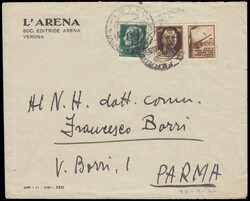 L'ARENA
SOC. EDITRICE ARENA
VERONA
Al N. H. dott. comm.
Francesco Borri
V. Borri, 1
PARMA